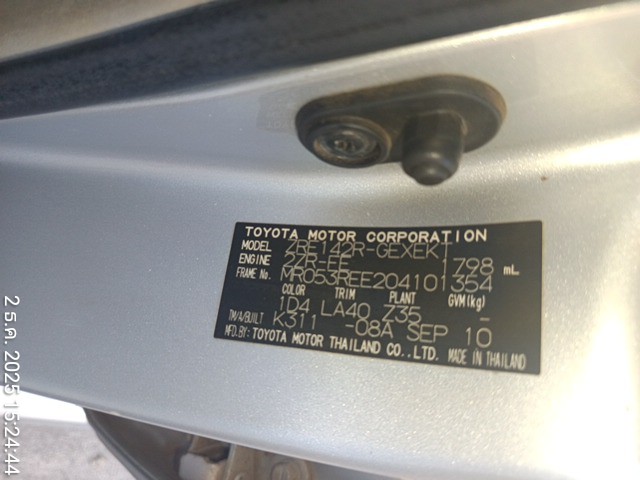 TOYOTA MOTOR CORPORATION
MODEL ZRE142R-GEXEKT
ENGINE 2ZR-FE 1798 mL
FRAME No. MR053REE204101354
COLOR TRIM PLANT GVM(kg)
1D4 LA40 Z35 -
TM/A/BUILT K311 -08A SEP 10
MFD.BY: TOYOTA MOTOR THAILAND CO.,LTD. MADE IN THAILAND
25.ต.ค. 2025 15:24:44